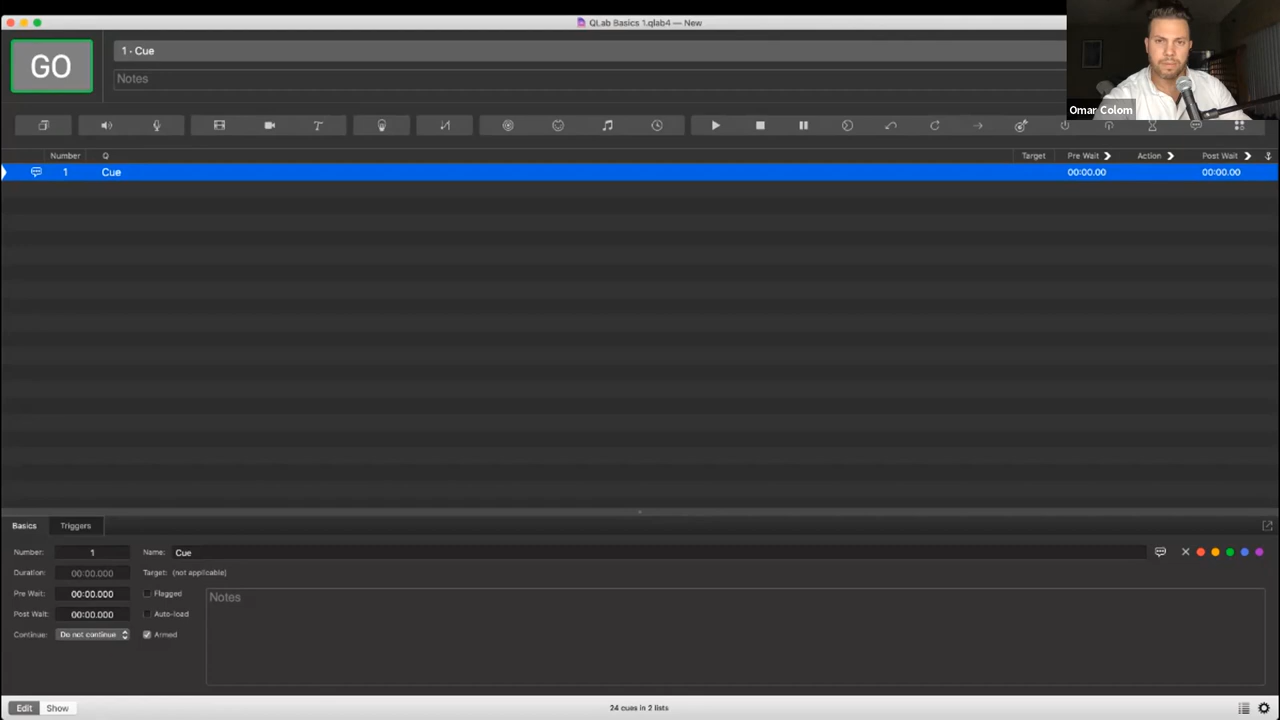 QLab Basics 1.qlab4 — New
GO
1 · Cue
Notes
Omar Colom
Number Q Target Pre Wait Action Post Wait
1 Cue 00:00.00 00:00.00
Basics Triggers
Number: 1 Name: Cue
Duration: 00:00.000 Target: (not applicable)
Pre Wait: 00:00.000 Flagged Notes
Post Wait: 00:00.000 Auto-load
Continue: Do not continue Armed
Edit Show 24 cues in 2 lists